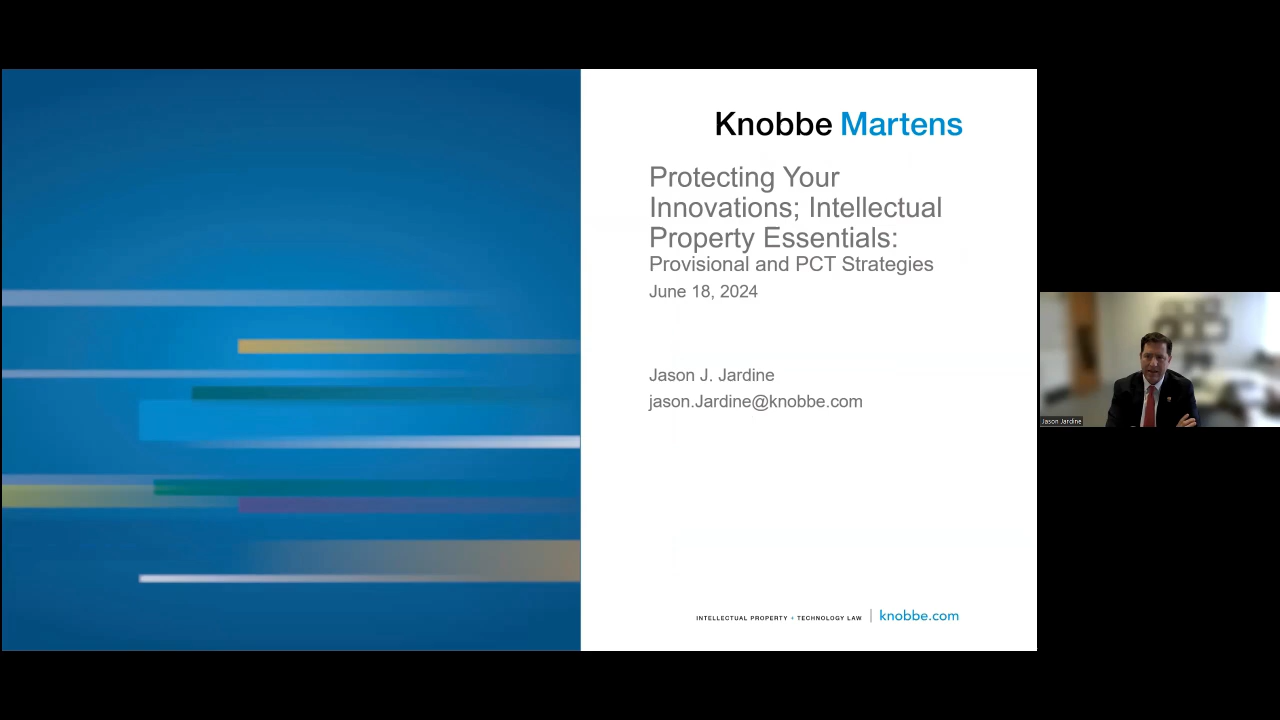 Knobbe Martens
Protecting Your
Innovations; Intellectual
Property Essentials:
Provisional and PCT Strategies
June 18, 2024
Jason J. Jardine
jason.Jardine@knobbe.com
INTELLECTUAL PROPERTY + TECHNOLOGY LAW | knobbe.com
Jason Jardine